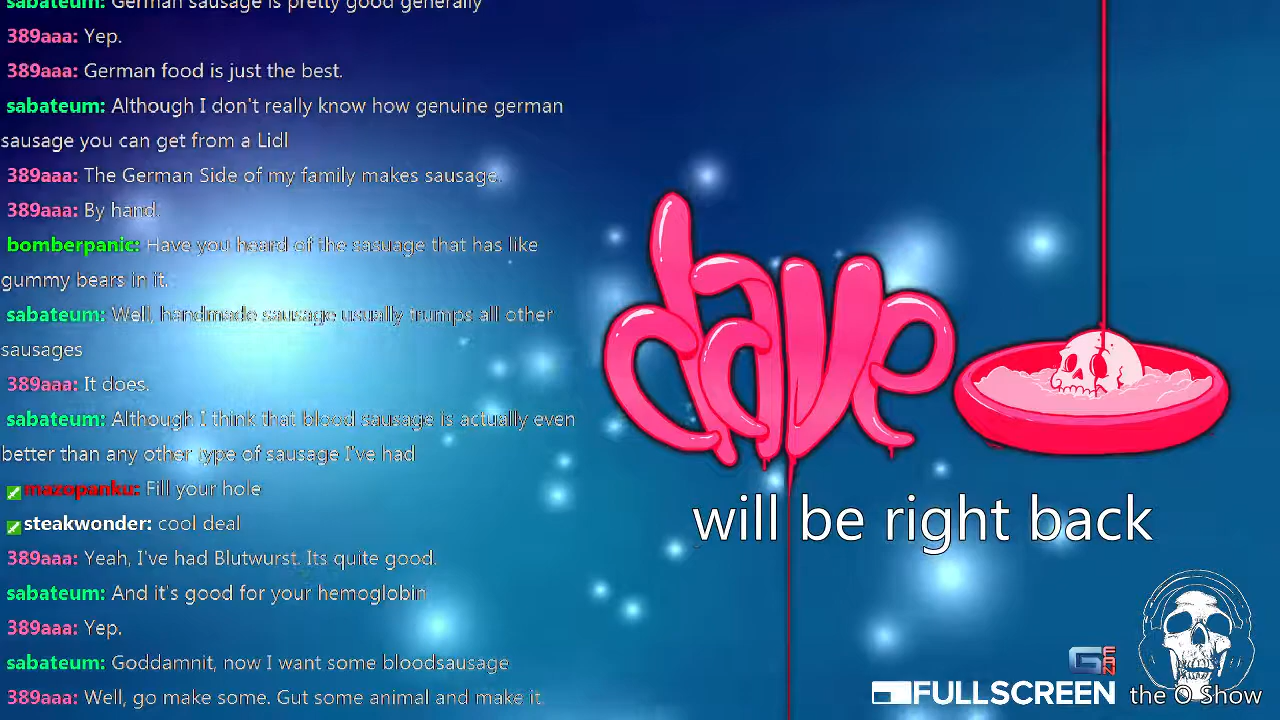 sabateum: German sausage is pretty good generally
389aaa: Yep.
389aaa: German food is just the best.
sabateum: Although I don't really know how genuine german
sausage you can get from a Lidl
389aaa: The German Side of my family makes sausage.
389aaa: By hand.
bomberpanic: Have you heard of the sasuage that has like
gummy bears in it.
sabateum: Well, handmade sausage usually trumps all other
sausages
389aaa: It does.
sabateum: Although I think that blood sausage is actually even
better than any other type of sausage I've had
mazopanku: Fill your hole
steakwonder: cool deal
389aaa: Yeah, I've had Blutwurst. Its quite good.
sabateum: And it's good for your hemoglobin
389aaa: Yep.
sabateum: Goddamnit, now I want some bloodsausage
389aaa: Well, go make some. Gut some animal and make it.
dave
will be right back
FULLSCREEN
the O Show